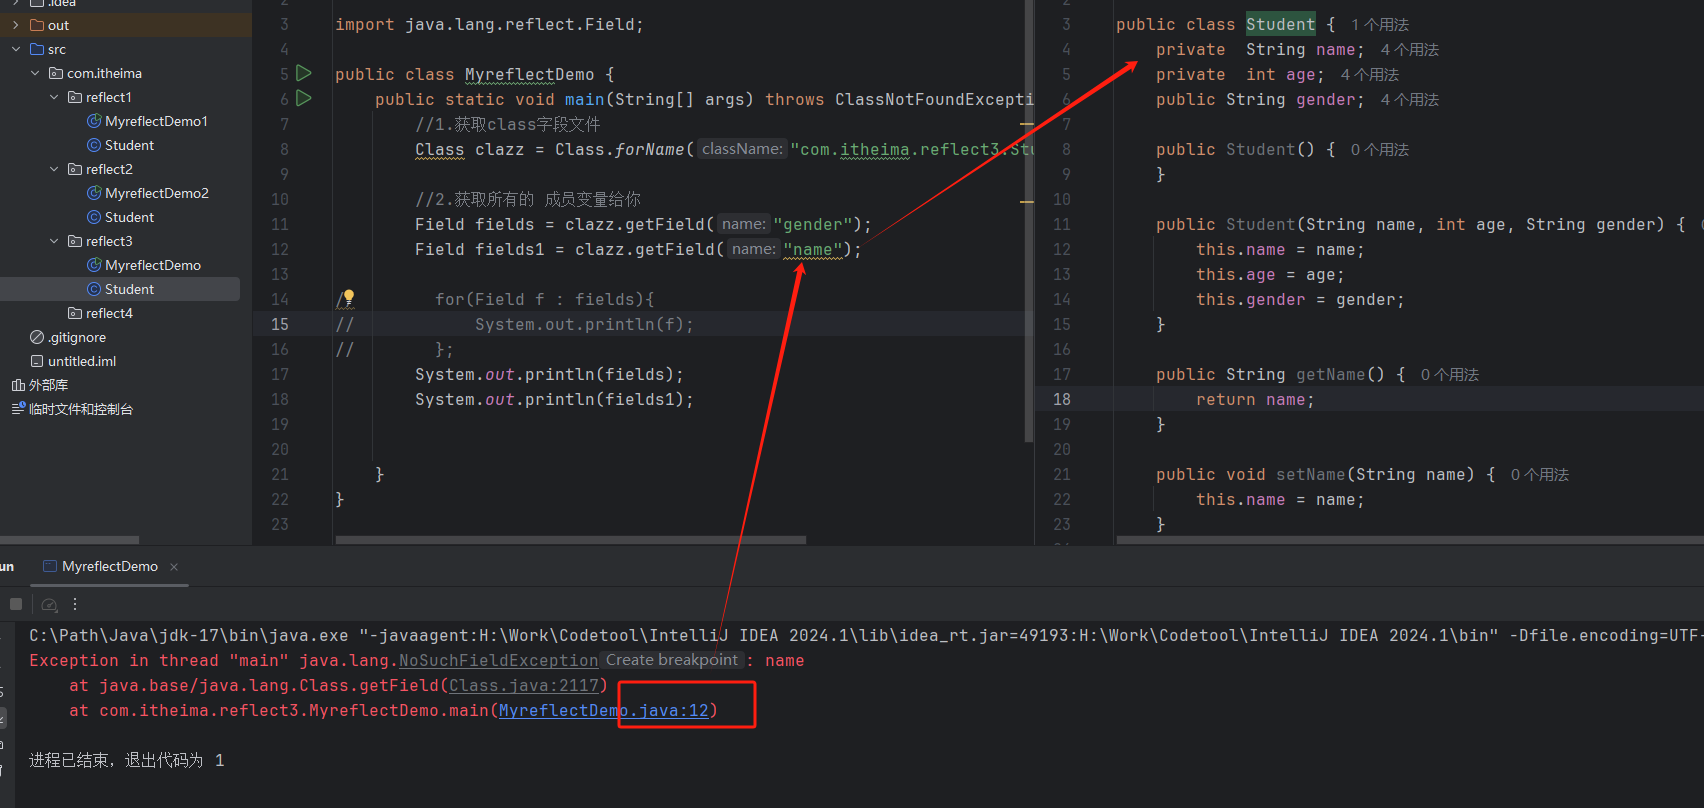 .idea
out
src
com.itheima
reflect1
MyreflectDemo1
Student
reflect2
MyreflectDemo2
Student
reflect3
MyreflectDemo
Student
reflect4
.gitignore
untitled.iml
外部库
临时文件和控制台
3 import java.lang.reflect.Field;
4
5 public class MyreflectDemo {
6 public static void main(String[] args) throws ClassNotFoundExcepti
7 //1.获取class字段文件
8 Class clazz = Class.forName( className: "com.itheima.reflect3.Stu
9
10 //2.获取所有的 成员变量给你
11 Field fields = clazz.getField( name: "gender");
12 Field fields1 = clazz.getField( name: "name");
13
14 / for(Field f : fields){
15 // System.out.println(f);
16 // };
17 System.out.println(fields);
18 System.out.println(fields1);
19
20
21 }
22 }
23
3 public class Student { 1 个用法
4 private String name; 4 个用法
5 private int age; 4 个用法
6 public String gender; 4 个用法
7
8 public Student() { 0 个用法
9 }
10
11 public Student(String name, int age, String gender) {
12 this.name = name;
13 this.age = age;
14 this.gender = gender;
15 }
16
17 public String getName() { 0 个用法
18 return name;
19 }
20
21 public void setName(String name) { 0 个用法
22 this.name = name;
23 }
un MyreflectDemo ×
C:\Path\Java\jdk-17\bin\java.exe "-javaagent:H:\Work\Codetool\IntelliJ IDEA 2024.1\lib\idea_rt.jar=49193:H:\Work\Codetool\IntelliJ IDEA 2024.1\bin" -Dfile.encoding=UTF-
Exception in thread "main" java.lang.NoSuchFieldException Create breakpoint : name
at java.base/java.lang.Class.getField(Class.java:2117)
at com.itheima.reflect3.MyreflectDemo.main(MyreflectDemo.java:12)
进程已结束，退出代码为 1